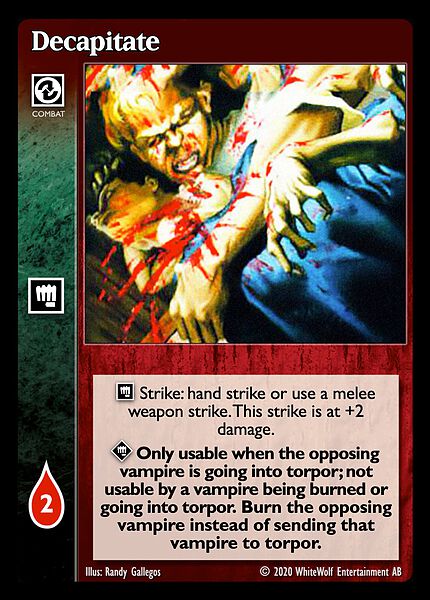 Decapitate
COMBAT
Strike: hand strike or use a melee
weapon strike. This strike is at +2
damage.
Only usable when the opposing
vampire is going into torpor; not
usable by a vampire being burned or
going into torpor. Burn the opposing
vampire instead of sending that
vampire to torpor.
2
Illus: Randy Gallegos © 2020 WhiteWolf Entertainment AB